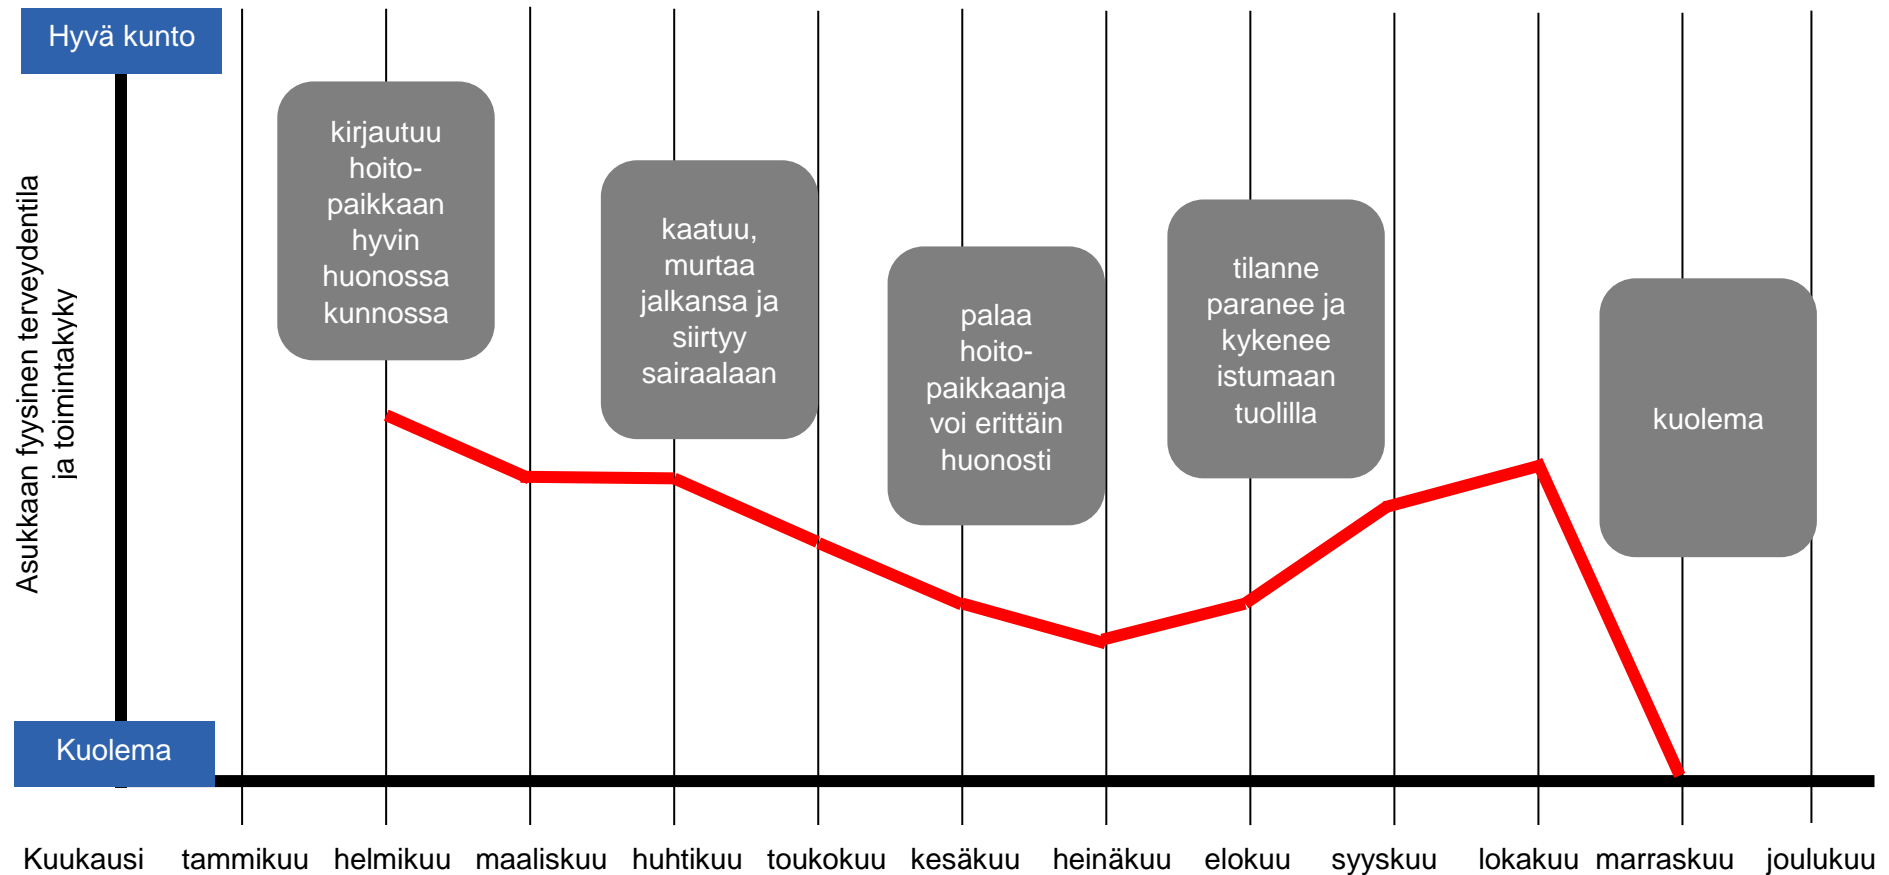 Hyvä kunto
Asukkaan fyysinen terveydentila
ja toimintakyky
kirjautuu
hoito-
paikkaan
hyvin
huonossa
kunnossa
kaatuu,
murtaa
jalkansa ja
siirtyy
sairaalaan
palaa
hoito-
paikkaanja
voi erittäin
huonosti
tilanne
paranee ja
kykenee
istumaan
tuolilla
kuolema
Kuolema
Kuukausi tammikuu helmikuu maaliskuu huhtikuu toukokuu kesäkuu heinäkuu elokuu syyskuu lokakuu marraskuu joulukuu